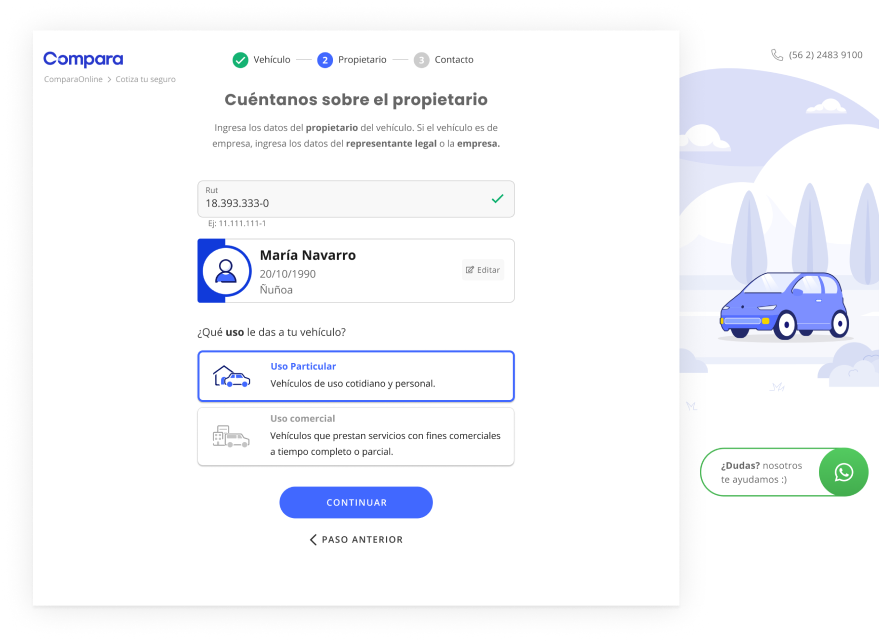 Compara
ComparaOnline > Cotiza tu seguro
Vehículo
2 Propietario
3 Contacto
(56 2) 2483 9100
Cuéntanos sobre el propietario
Ingresa los datos del propietario del vehículo. Si el vehículo es de
empresa, ingresa los datos del representante legal o la empresa.
Rut
18.393.333-0
Ej: 11.111.111-1
María Navarro
20/10/1990
Ñuñoa
Editar
¿Qué uso le das a tu vehículo?
Uso Particular
Vehículos de uso cotidiano y personal.
Uso comercial
Vehículos que prestan servicios con fines comerciales
a tiempo completo o parcial.
CONTINUAR
PASO ANTERIOR
¿Dudas? nosotros
te ayudamos :)